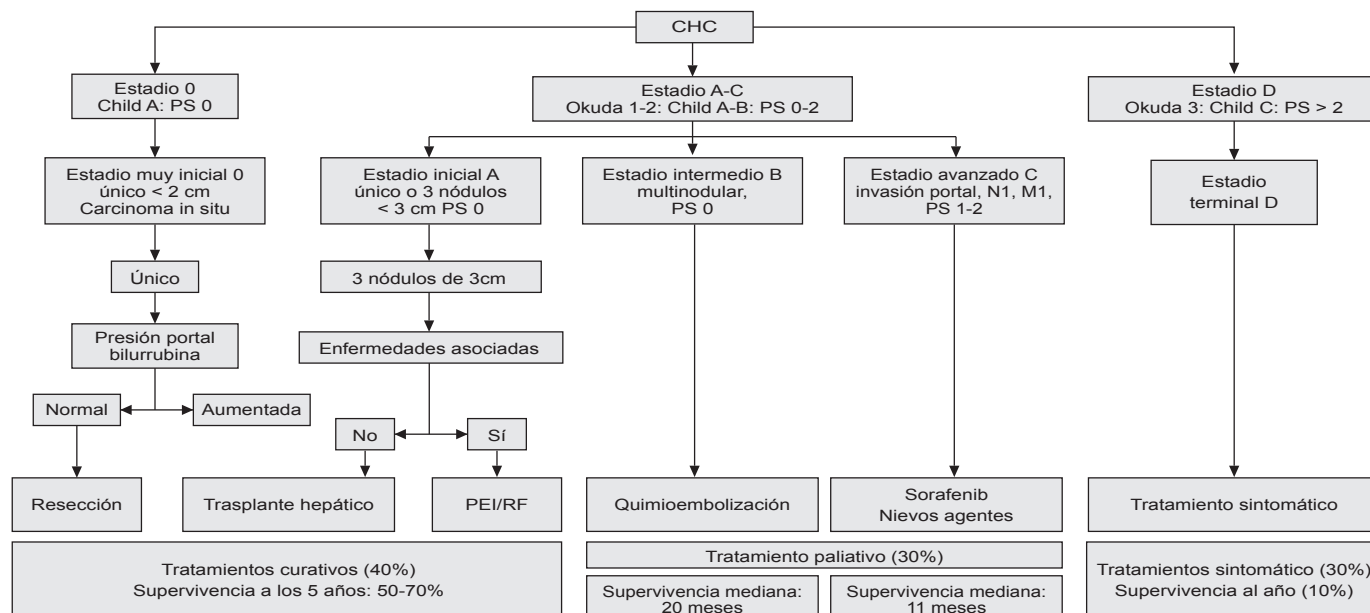 CHC
Estadio 0
Child A: PS 0
Estadio A-C
Okuda 1-2: Child A-B: PS 0-2
Estadio D
Okuda 3: Child C: PS > 2
Estadio muy inicial 0
único < 2 cm
Carcinoma in situ
Estadio inicial A
único o 3 nódulos
< 3 cm PS 0
Estadio intermedio B
multinodular,
PS 0
Estadio avanzado C
invasión portal, N1, M1,
PS 1-2
Estadio
terminal D
Único
3 nódulos de 3cm
Presión portal
bilurrubina
Enfermedades asociadas
Normal
Aumentada
No
Sí
Resección
Trasplante hepático
PEI/RF
Quimioembolización
Sorafenib
Nievos agentes
Tratamiento sintomático
Tratamientos curativos (40%)
Supervivencia a los 5 años: 50-70%
Tratamiento paliativo (30%)
Supervivencia mediana:
20 meses
Supervivencia mediana:
11 meses
Tratamientos sintomático (30%)
Supervivencia al año (10%)